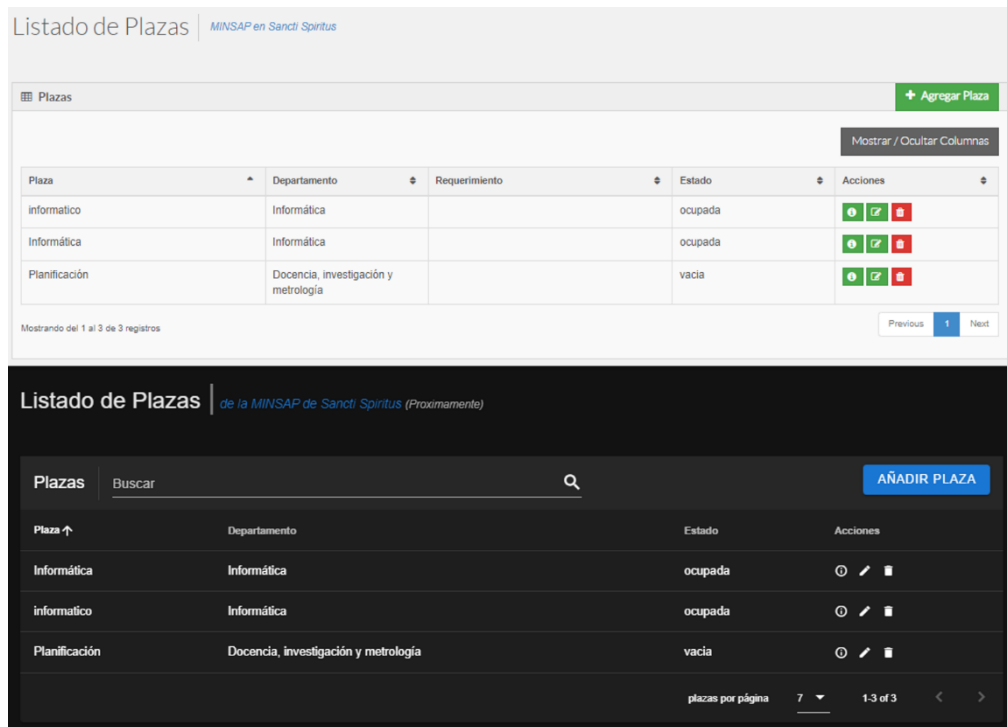 Listado de Plazas MINSAP en Sancti Spiritus
Plazas + Agregar Plaza
Mostrar / Ocultar Columnas
Plaza Departamento Requerimiento Estado Acciones
informatico Informática ocupada
Informática Informática ocupada
Planificación Docencia, investigación y metrología vacia
Mostrando del 1 al 3 de 3 registros Previous 1 Next
Listado de Plazas de la MINSAP de Sancti Spiritus (Proximamente)
Plazas Buscar AÑADIR PLAZA
Plaza Departamento Estado Acciones
Informática Informática ocupada
informatico Informática ocupada
Planificación Docencia, investigación y metrología vacia
plazas por página 7 1-3 of 3